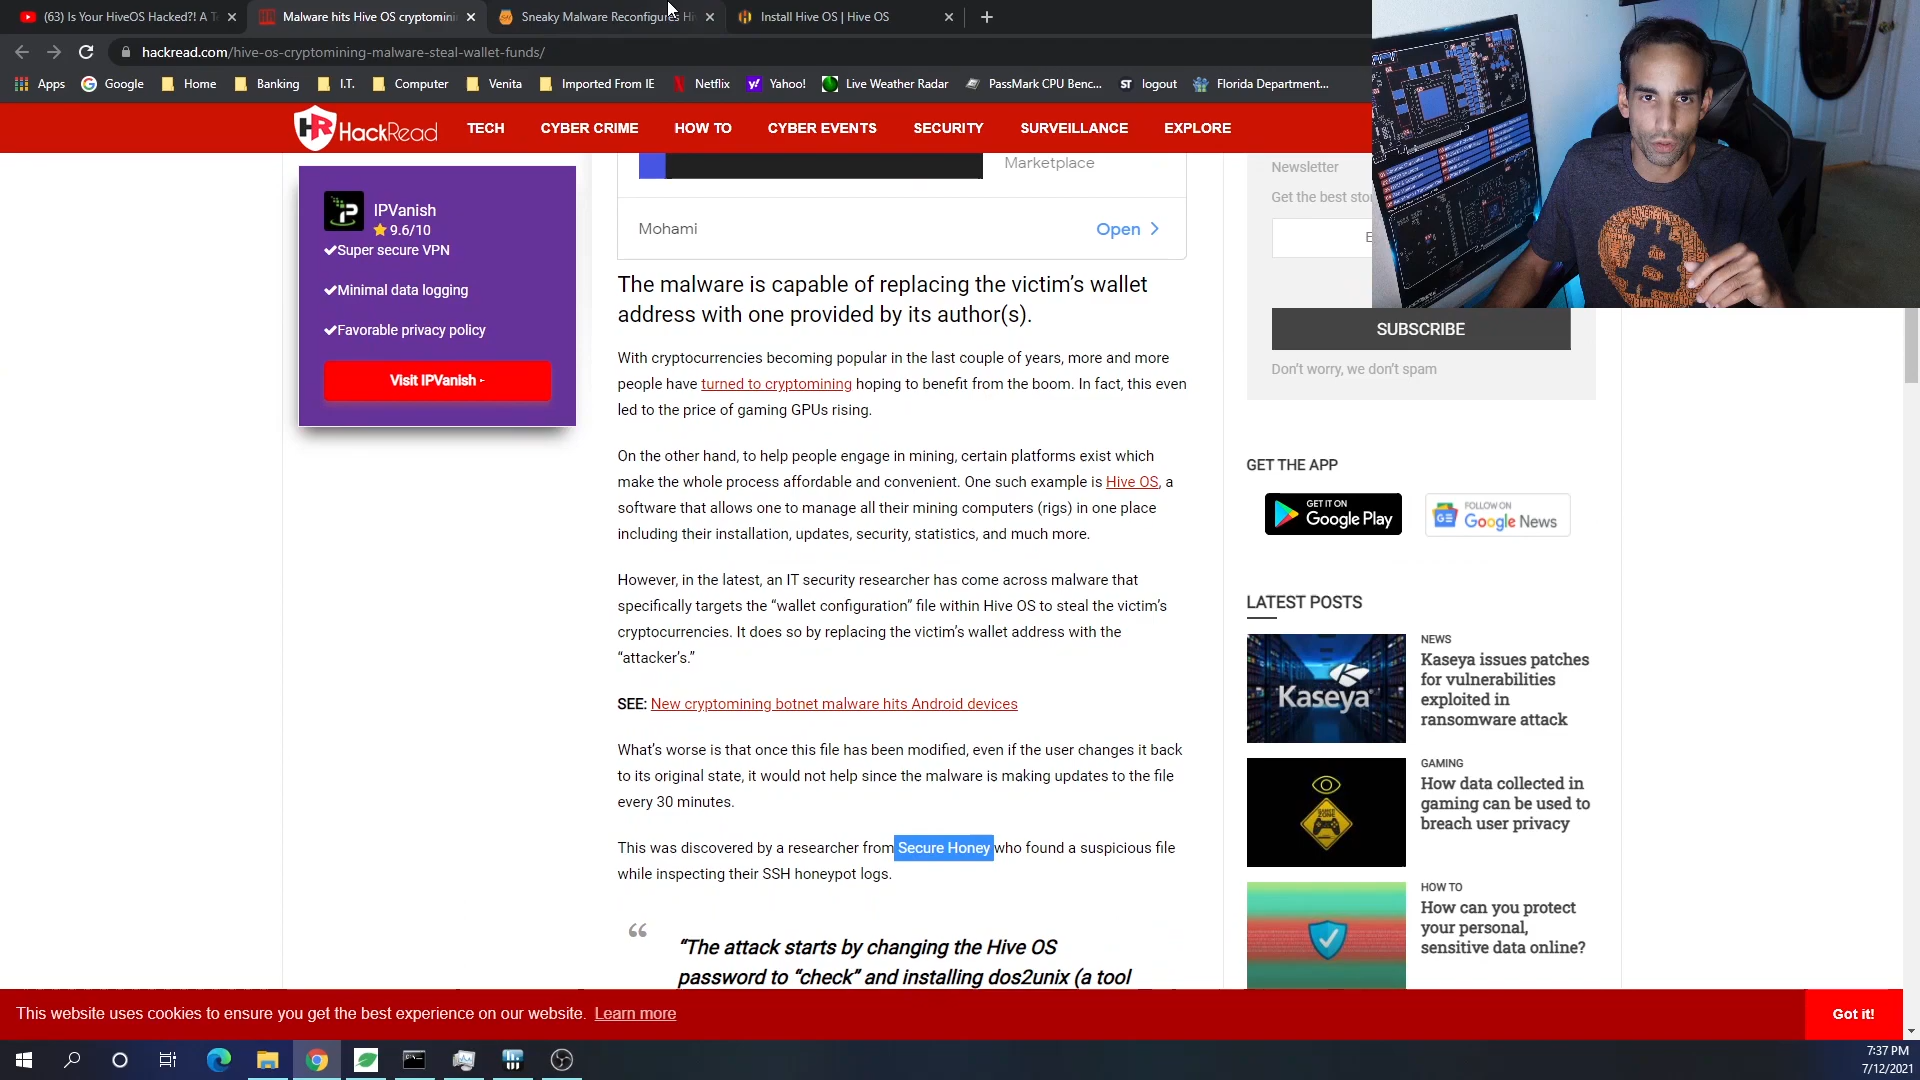 (63) Is Your HiveOS Hacked?! A T
Malware hits Hive OS cryptomini
Sneaky Malware Reconfigures Hi
Install Hive OS | Hive OS
hackread.com/hive-os-cryptomining-malware-steal-wallet-funds/
Apps
Google
Home
Banking
I.T.
Computer
Venita
Imported From IE
Netflix
Yahoo!
Live Weather Radar
PassMark CPU Benc...
ST logout
Florida Department...
HR HackRead
TECH
CYBER CRIME
HOW TO
CYBER EVENTS
SECURITY
SURVEILLANCE
EXPLORE
IPVanish
9.6/10
Super secure VPN
Minimal data logging
Favorable privacy policy
Visit IPVanish
Marketplace
Mohami
Open
The malware is capable of replacing the victim’s wallet
address with one provided by its author(s).
With cryptocurrencies becoming popular in the last couple of years, more and more
people have turned to cryptomining hoping to benefit from the boom. In fact, this even
led to the price of gaming GPUs rising.
On the other hand, to help people engage in mining, certain platforms exist which
make the whole process affordable and convenient. One such example is Hive OS, a
software that allows one to manage all their mining computers (rigs) in one place
including their installation, updates, security, statistics, and much more.
However, in the latest, an IT security researcher has come across malware that
specifically targets the “wallet configuration” file within Hive OS to steal the victim’s
cryptocurrencies. It does so by replacing the victim’s wallet address with the
“attacker’s.”
SEE: New cryptomining botnet malware hits Android devices
What’s worse is that once this file has been modified, even if the user changes it back
to its original state, it would not help since the malware is making updates to the file
every 30 minutes.
This was discovered by a researcher from Secure Honey who found a suspicious file
while inspecting their SSH honeypot logs.
“
“The attack starts by changing the Hive OS
password to “check” and installing dos2unix (a tool
Newsletter
Get the best sto
E
SUBSCRIBE
Don’t worry, we don’t spam
GET THE APP
GET IT ON
Google Play
FOLLOW ON
Google News
LATEST POSTS
Kaseya
NEWS
Kaseya issues patches
for vulnerabilities
exploited in
ransomware attack
GAMING
How data collected in
gaming can be used to
breach user privacy
HOW TO
How can you protect
your personal,
sensitive data online?
This website uses cookies to ensure you get the best experience on our website. Learn more
Got it!
7:37 PM
7/12/2021